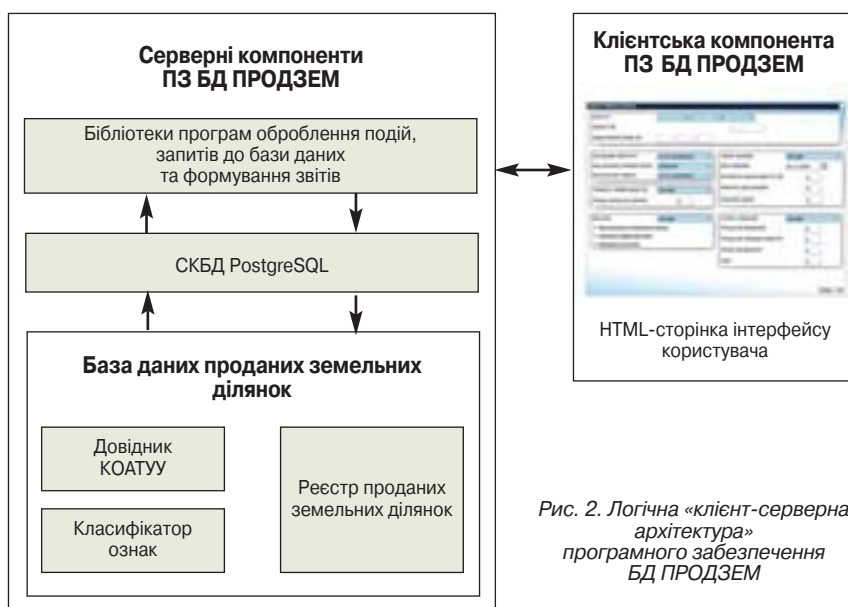 Серверні компоненти
ПЗ БД ПРОДЗЕМ
Бібліотеки програм оброблення подій,
запитів до бази даних
та формування звітів
СКБД PostgreSQL
База даних проданих земельних
ділянок
Довідник
КОАТУУ
Класифікатор
ознак
Реєстр проданих
земельних ділянок
Клієнтська компонента
ПЗ БД ПРОДЗЕМ
HTML-сторінка інтерфейсу
користувача
Рис. 2. Логічна «клієнт-серверна
архітектура»
програмного забезпечення
БД ПРОДЗЕМ